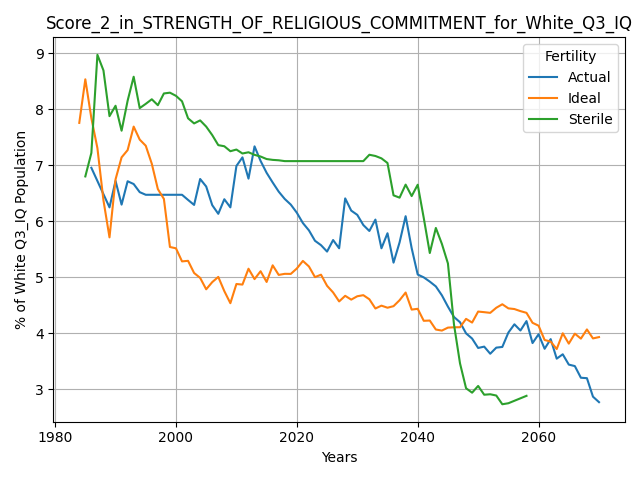 Score_2_in_STRENGTH_OF_RELIGIOUS_COMMITMENT_for_White_Q3_IQ
Fertility
Actual
Ideal
Sterile
% of White Q3_IQ Population
9
8
7
6
5
4
3
1980 2000 2020 2040 2060
Years